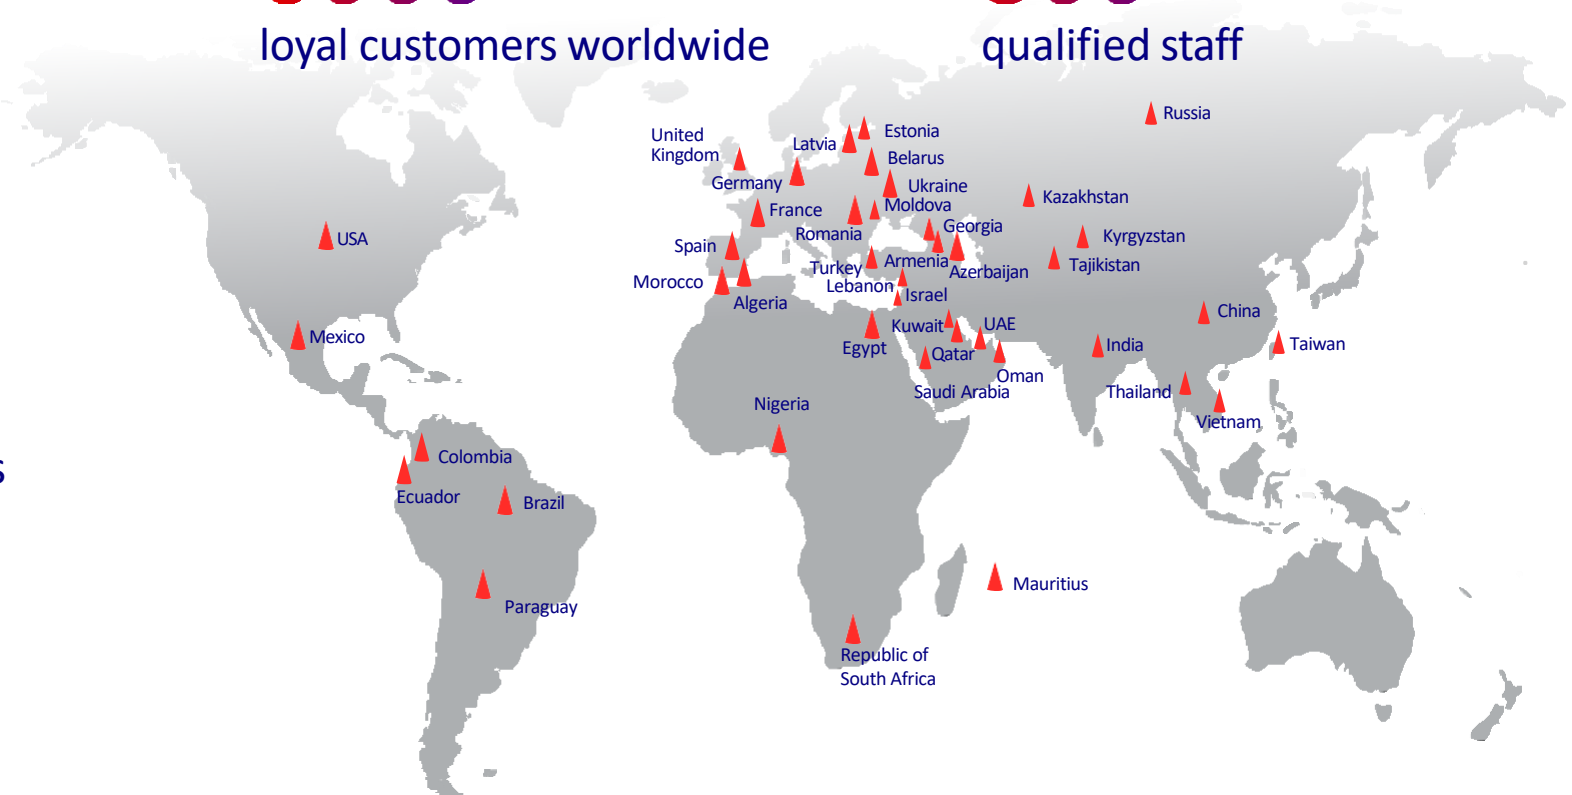 loyal customers worldwide
qualified staff
Russia
United
Kingdom
Latvia
Estonia
Belarus
Germany
Ukraine
Kazakhstan
Moldova
France
Georgia
Romania
Kyrgyzstan
USA
Spain
Turkey
Armenia
Azerbaijan
Tajikistan
Morocco
Lebanon
Algeria
Israel
China
Mexico
Kuwait
UAE
Egypt
Qatar
India
Taiwan
Oman
Saudi Arabia
Thailand
Nigeria
Vietnam
Colombia
s
Ecuador
Brazil
Mauritius
Paraguay
Republic of
South Africa